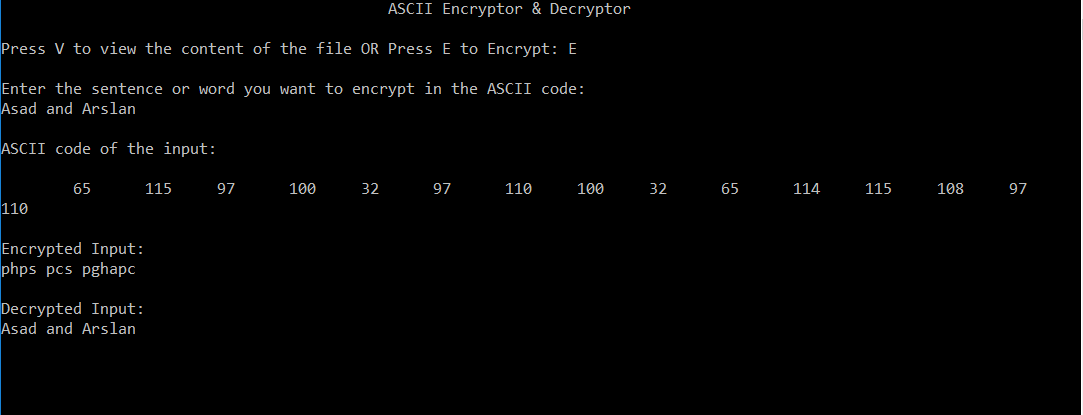 ASCII Encryptor & Decryptor
Press V to view the content of the file OR Press E to Encrypt: E
Enter the sentence or word you want to encrypt in the ASCII code:
Asad and Arslan
ASCII code of the input:
65 115 97 100 32 97 110 100 32 65 114 115 108 97
110
Encrypted Input:
phps pcs pghapc
Decrypted Input:
Asad and Arslan